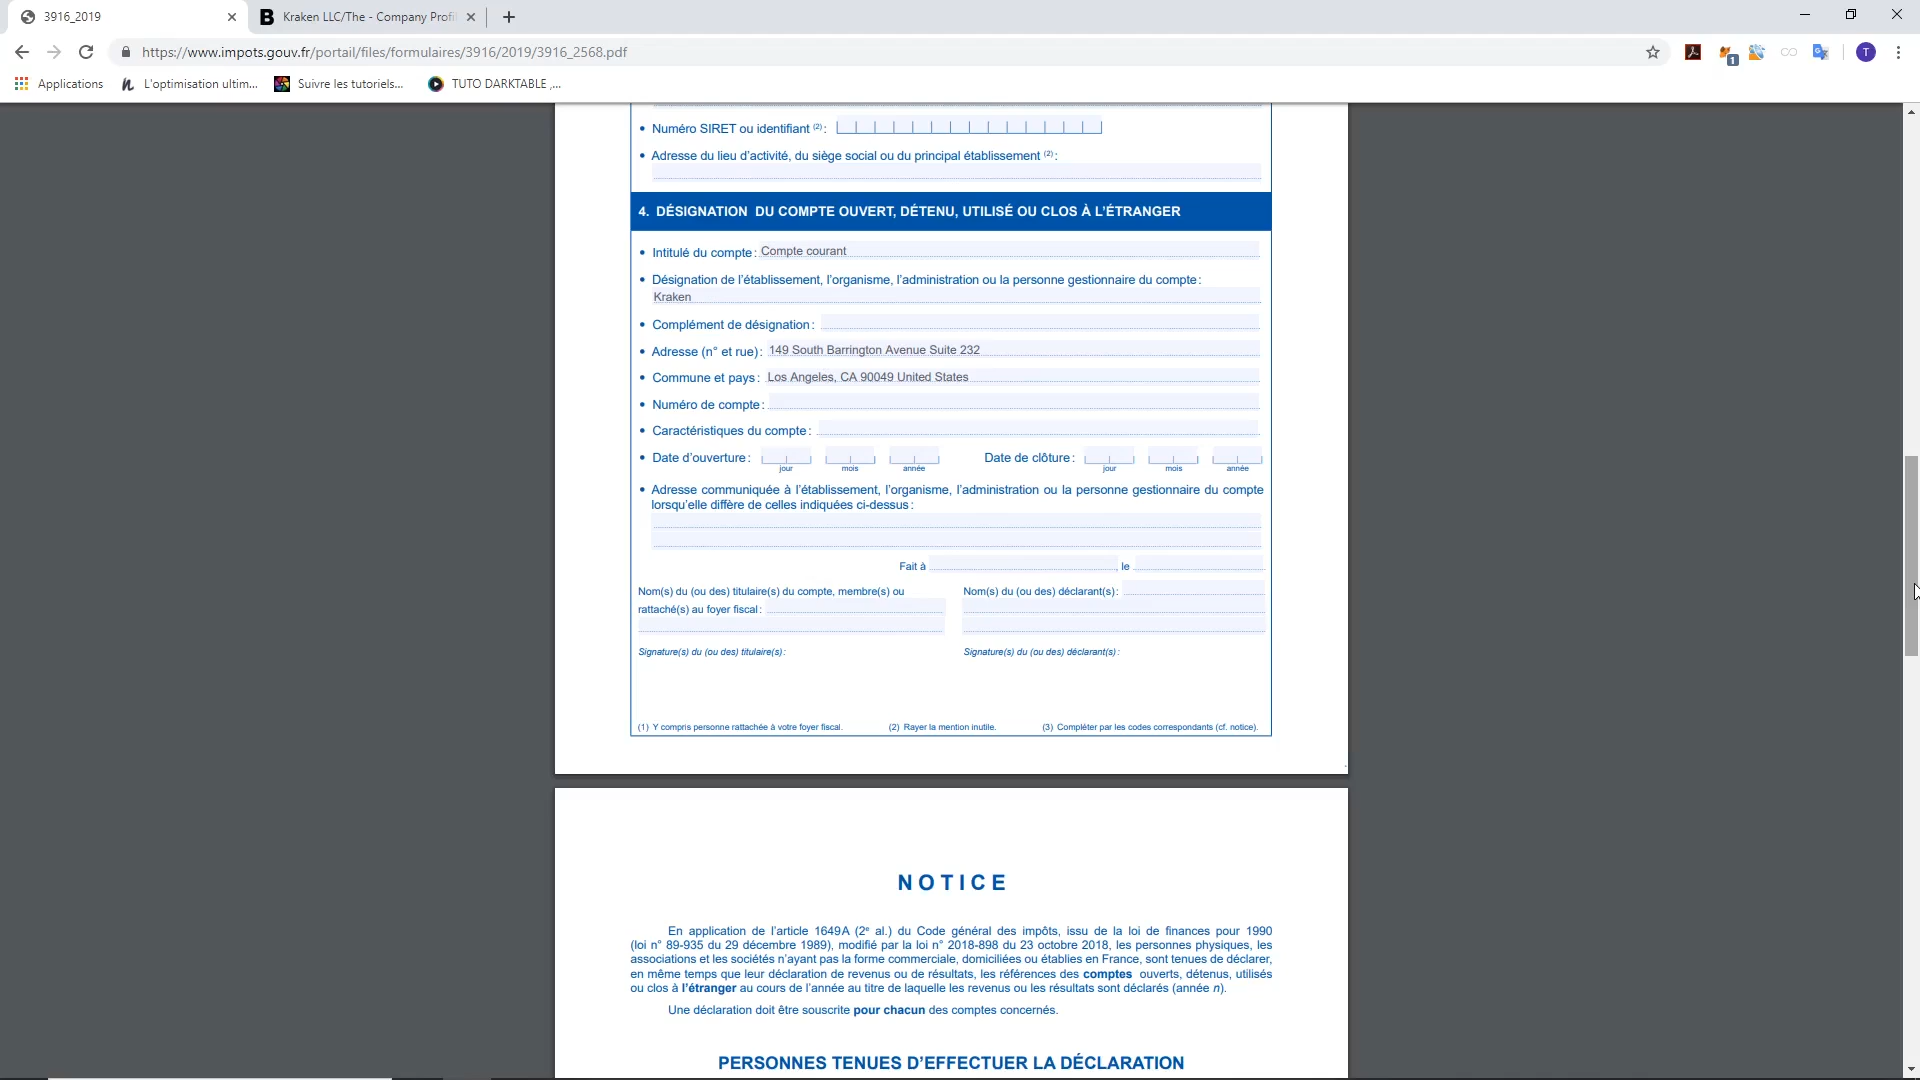 3916_2019
Kraken LLC/The - Company Profi
https://www.impots.gouv.fr/portail/files/formulaires/3916/2019/3916_2568.pdf
1
T
Applications
L'optimisation ultim...
Suivre les tutoriels...
TUTO DARKTABLE ,...
• Numéro SIRET ou identifiant (2) :
• Adresse du lieu d'activité, du siège social ou du principal établissement (2) :
4. DÉSIGNATION DU COMPTE OUVERT, DÉTENU, UTILISÉ OU CLOS À L'ÉTRANGER
• Intitulé du compte : Compte courant
• Désignation de l'établissement, l'organisme, l'administration ou la personne gestionnaire du compte :
Kraken
• Complément de désignation :
• Adresse (n° et rue) : 149 South Barrington Avenue Suite 232
• Commune et pays : Los Angeles, CA 90049 United States
• Numéro de compte :
• Caractéristiques du compte :
• Date d'ouverture : Date de clôture :
jour mois année jour mois année
• Adresse communiquée à l'établissement, l'organisme, l'administration ou la personne gestionnaire du compte
lorsqu'elle diffère de celles indiquées ci-dessus :
Fait à , le
Nom(s) du (ou des) titulaire(s) du compte, membre(s) ou
rattaché(s) au foyer fiscal :
Nom(s) du (ou des) déclarant(s) :
Signature(s) du (ou des) titulaire(s) :
Signature(s) du (ou des) déclarant(s) :
(1) Y compris personne rattachée à votre foyer fiscal. (2) Rayer la mention inutile. (3) Compléter par les codes correspondants (cf. notice).
NOTICE
En application de l'article 1649 A (2e al.) du Code général des impôts, issu de la loi de finances pour 1990
(loi n° 89-935 du 29 décembre 1989), modifié par la loi n° 2018-898 du 23 octobre 2018, les personnes physiques, les
associations et les sociétés n'ayant pas la forme commerciale, domiciliées ou établies en France, sont tenues de déclarer,
en même temps que leur déclaration de revenus ou de résultats, les références des comptes ouverts, détenus, utilisés
ou clos à l'étranger au cours de l'année au titre de laquelle les revenus ou les résultats sont déclarés (année n).
Une déclaration doit être souscrite pour chacun des comptes concernés.
PERSONNES TENUES D'EFFECTUER LA DÉCLARATION